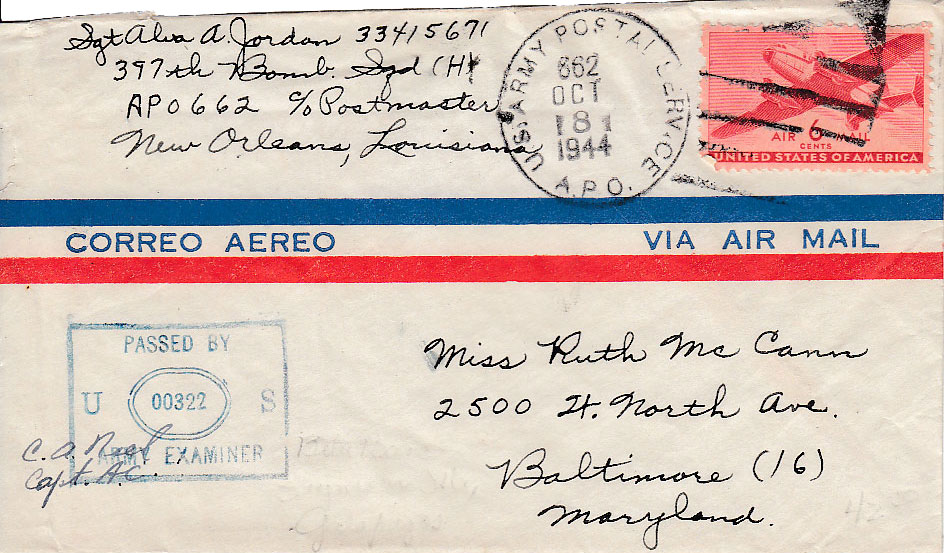 Sgt Alva A. Jordan 33415671
397th Bomb. Sqd (H)
APO 662 c/o Postmaster
New Orleans, Louisiana
U.S. ARMY POSTAL SERVICE
662
OCT
18
1944
A.P.O.
AIR 6 MAIL
CENTS
UNITED STATES OF AMERICA
CORREO AEREO
VIA AIR MAIL
PASSED BY
U 00322 S
ARMY EXAMINER
C. A.
Capt. A.C.
Miss Ruth Mc Cann
2500 W. North Ave.
Baltimore (16)
Maryland.